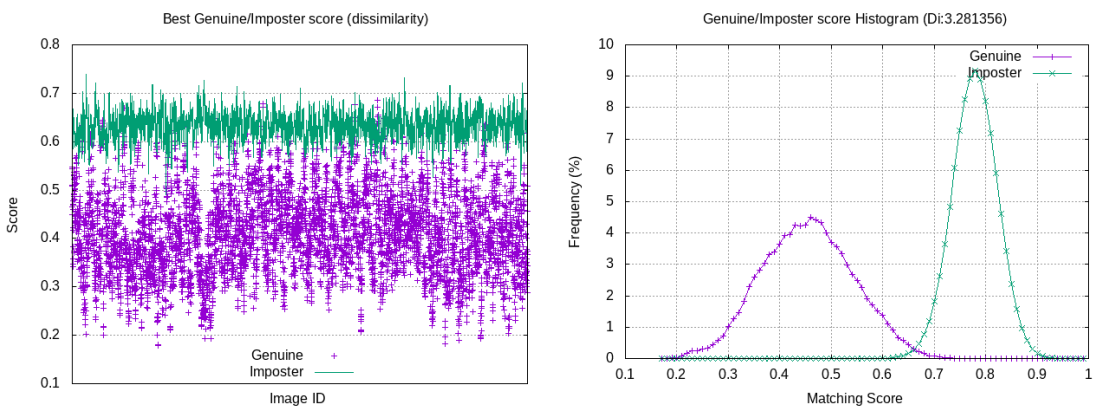 Best Genuine/Imposter score (dissimilarity)
0.8
0.7
0.6
0.5
0.4
0.3
0.2
0.1
Score
Genuine
Imposter
Image ID
Genuine/Imposter score Histogram (Di:3.281356)
10
9
8
7
6
5
4
3
2
1
0
Frequency (%)
Genuine
Imposter
0.1 0.2 0.3 0.4 0.5 0.6 0.7 0.8 0.9 1
Matching Score